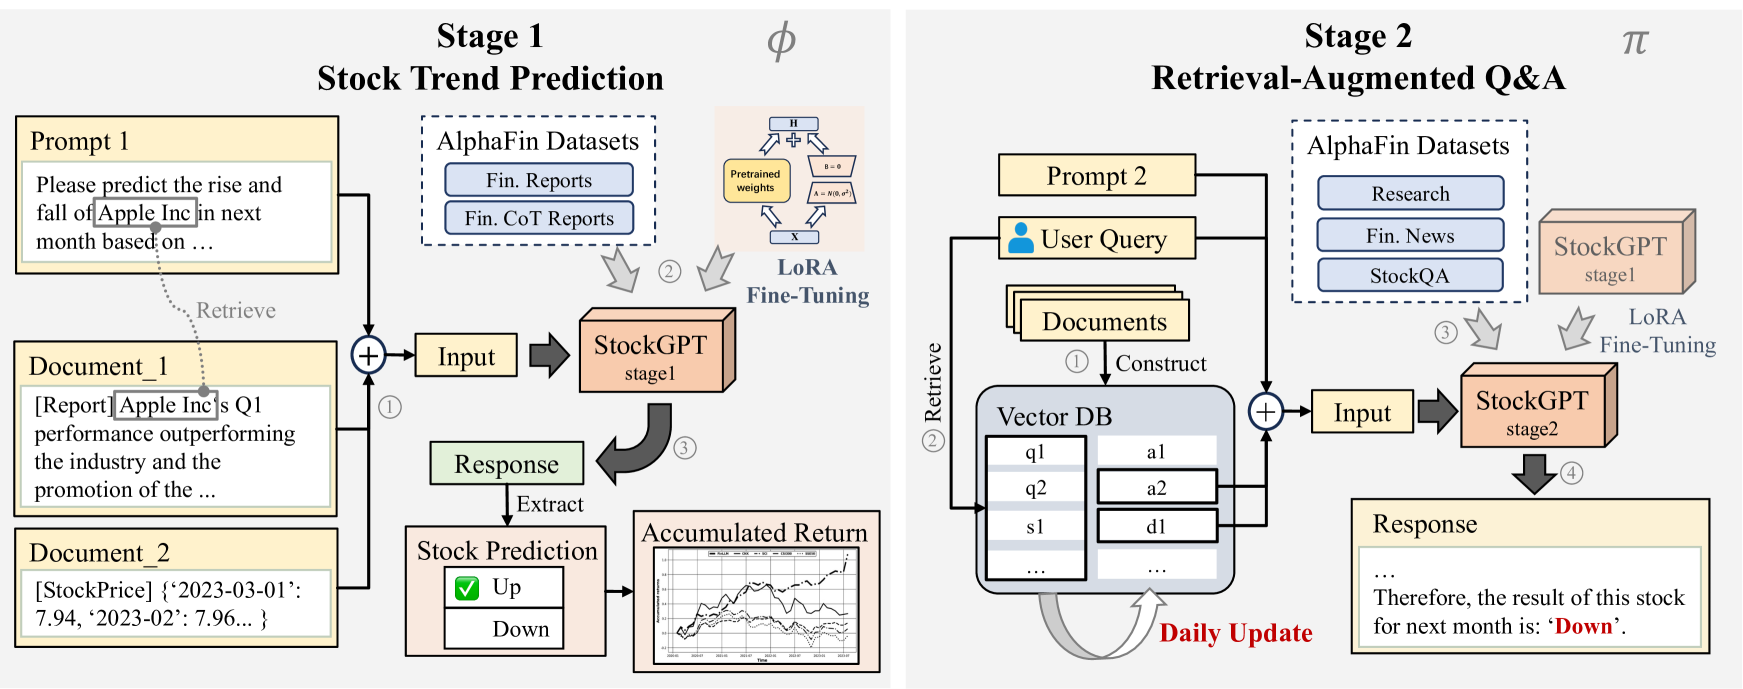 Stage 1
Stock Trend Prediction
ϕ
Prompt 1
Please predict the rise and
fall of Apple Inc in next
month based on ...
Retrieve
Document_1
[Report] Apple Inc‘s Q1
performance outperforming
the industry and the
promotion of the ...
Document_2
[StockPrice] {‘2023-03-01’:
7.94, ‘2023-02’: 7.96... }
①
+
Input
AlphaFin Datasets
Fin. Reports
Fin. CoT Reports
②
H
+
Pretrained
weights
B = 0
A = N(0, σ²)
X
LoRA
Fine-Tuning
StockGPT
stage1
③
Response
Extract
Stock Prediction
Up
Down
Accumulated Return
Accumulated returns
Time
Stage 2
Retrieval-Augmented Q&A
π
Prompt 2
User Query
Documents
①
Construct
Retrieve
②
Vector DB
q1
a1
q2
a2
s1
d1
...
...
Daily Update
+
Input
AlphaFin Datasets
Research
Fin. News
StockQA
StockGPT
stage1
③
LoRA
Fine-Tuning
StockGPT
stage2
④
Response
...
Therefore, the result of this stock
for next month is: ‘Down’.